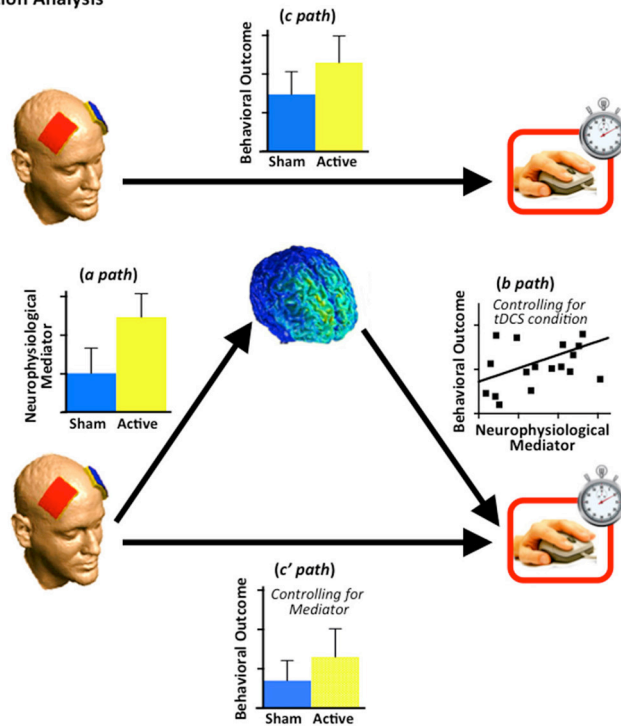 ion Analysis
(c path)
Behavioral Outcome
Sham Active
(a path)
Neurophysiological
Mediator
Sham Active
(b path)
Controlling for
tDCS condition
Behavioral Outcome
Neurophysiological
Mediator
(c' path)
Controlling for
Mediator
Behavioral Outcome
Sham Active